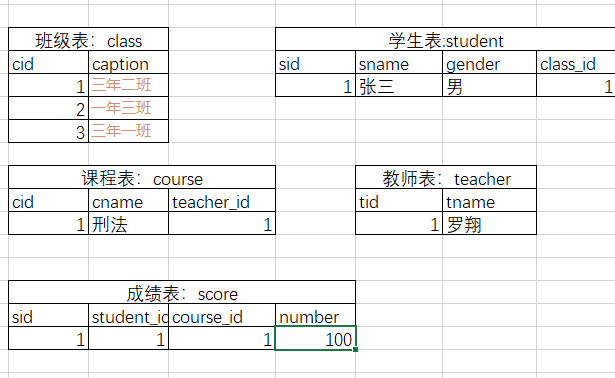 班级表：class
cid caption
1 三年二班
2 一年三班
3 三年一班
学生表:student
sid sname gender class_id
1 张三 男 1
课程表：course
cid cname teacher_id
1 刑法 1
教师表：teacher
tid tname
1 罗翔
成绩表：score
sid student_id course_id number
1 1 1 100